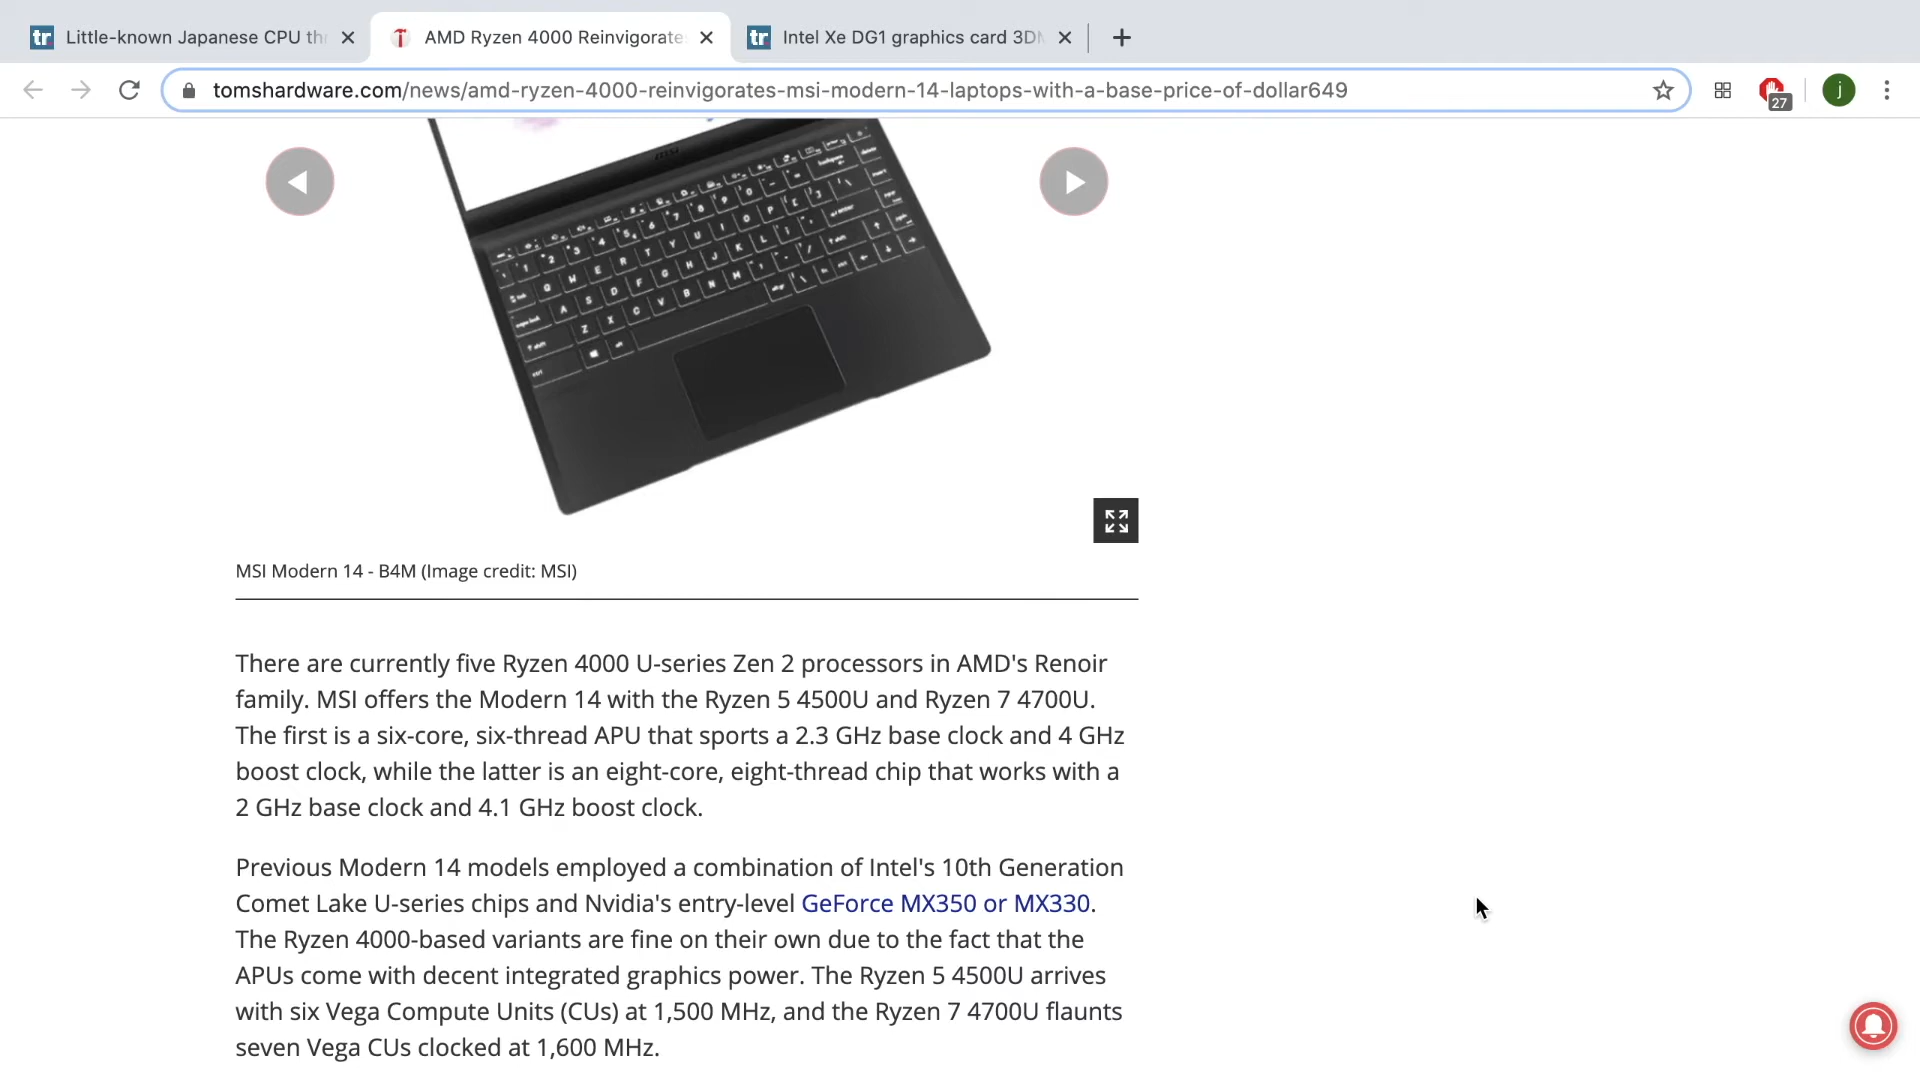 Little-known Japanese CPU thr
AMD Ryzen 4000 Reinvigorate
Intel Xe DG1 graphics card 3DM
tomshardware.com/news/amd-ryzen-4000-reinvigorates-msi-modern-14-laptops-with-a-base-price-of-dollar649
27
j
MSI Modern 14 - B4M (Image credit: MSI)
There are currently five Ryzen 4000 U-series Zen 2 processors in AMD's Renoir
family. MSI offers the Modern 14 with the Ryzen 5 4500U and Ryzen 7 4700U.
The first is a six-core, six-thread APU that sports a 2.3 GHz base clock and 4 GHz
boost clock, while the latter is an eight-core, eight-thread chip that works with a
2 GHz base clock and 4.1 GHz boost clock.
Previous Modern 14 models employed a combination of Intel's 10th Generation
Comet Lake U-series chips and Nvidia's entry-level GeForce MX350 or MX330.
The Ryzen 4000-based variants are fine on their own due to the fact that the
APUs come with decent integrated graphics power. The Ryzen 5 4500U arrives
with six Vega Compute Units (CUs) at 1,500 MHz, and the Ryzen 7 4700U flaunts
seven Vega CUs clocked at 1,600 MHz.